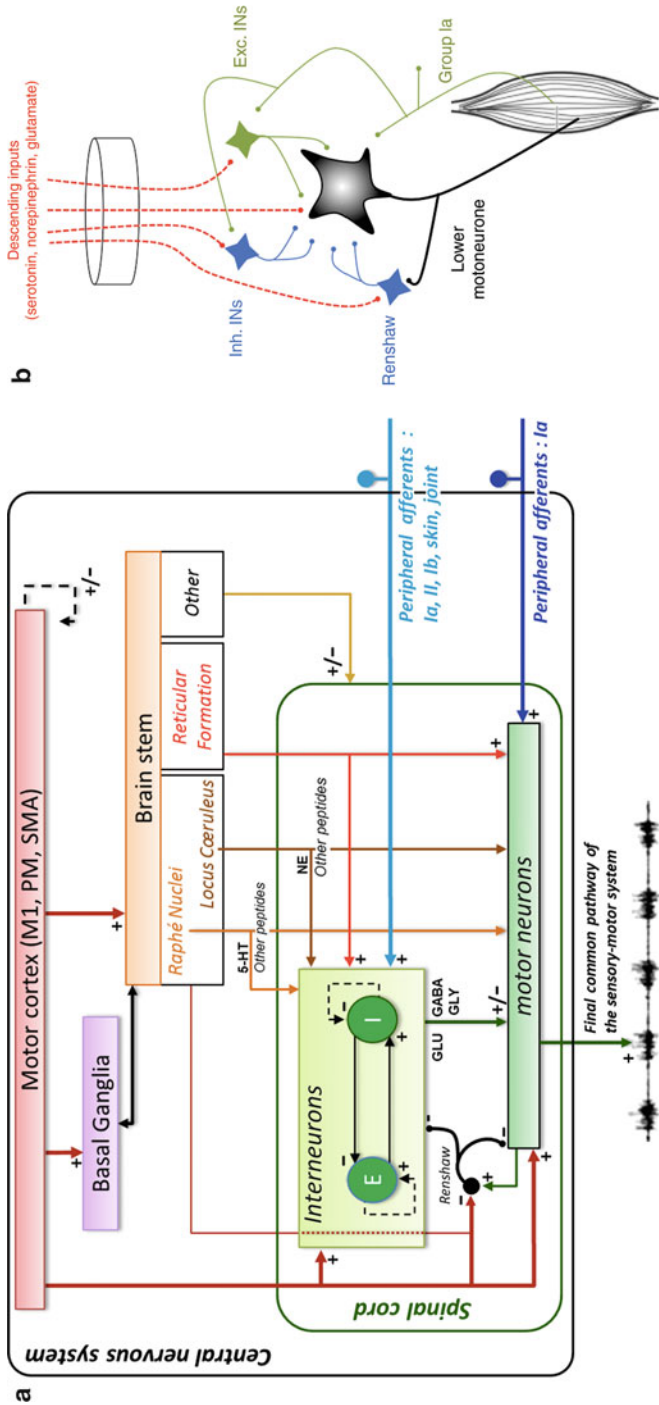 a
Central nervous system
Motor cortex (M1, PM, SMA)
−
+/−
+
+
Basal Ganglia
Brain stem
Raphé Nuclei
Locus Cœruleus
Reticular
Formation
Other
+/−
5-HT
Other peptides
NE
Other peptides
Spinal cord
Interneurons
+
+
+
E
I
−
−
+
+
−
GLU
GABA
GLY
+/−
Renshaw
−
−
−
+
+
+
+
motor neurons
Peripheral afferents :
Ia, II, Ib, skin, joint
Peripheral afferents : Ia
Final common pathway of
the sensory-motor system
+
b
Descending inputs
(serotonin, norepinephrin, glutamate)
Inh. INs
Exc. INs
Renshaw
Group Ia
Lower
motoneurone